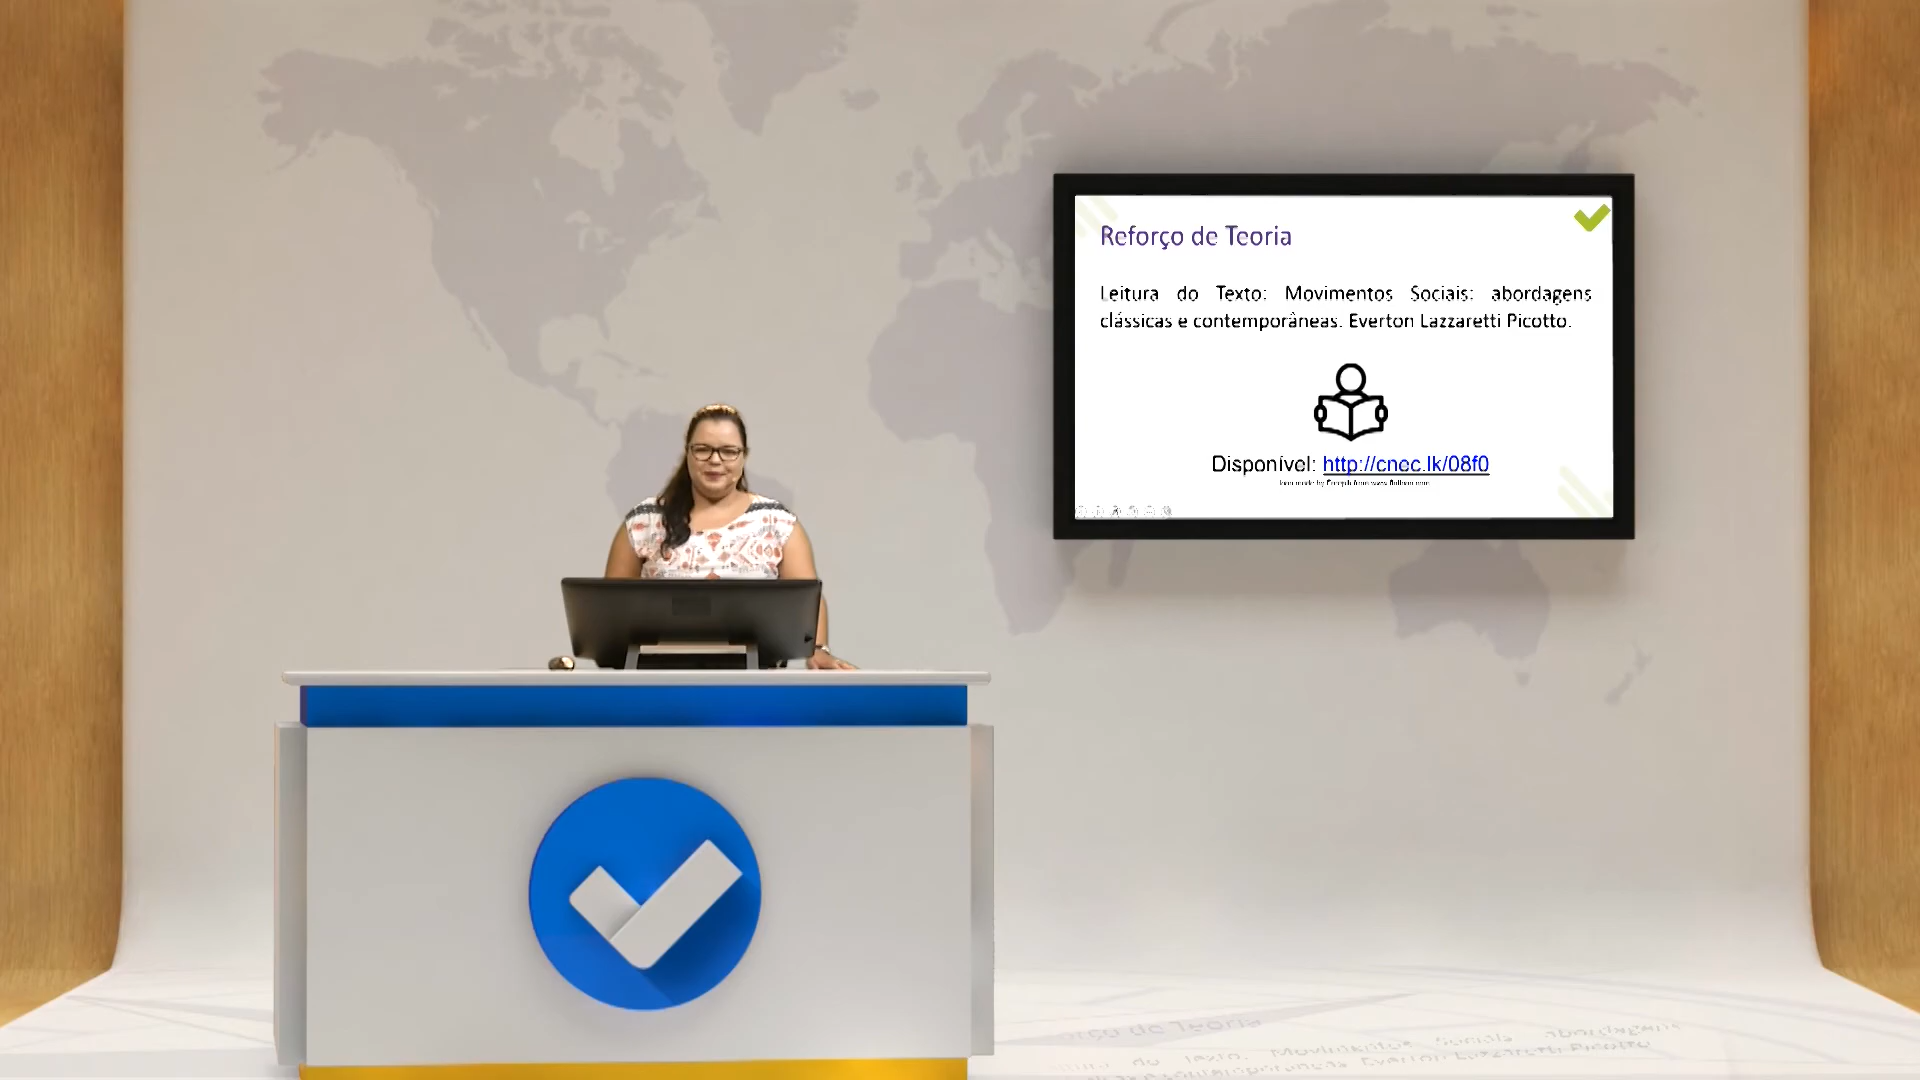 Reforço de Teoria
Leitura do Texto: Movimentos Sociais: abordagens
clássicas e contemporâneas. Everton Lazzaretti Picotto.
Disponível: http://cnec.lk/08f0